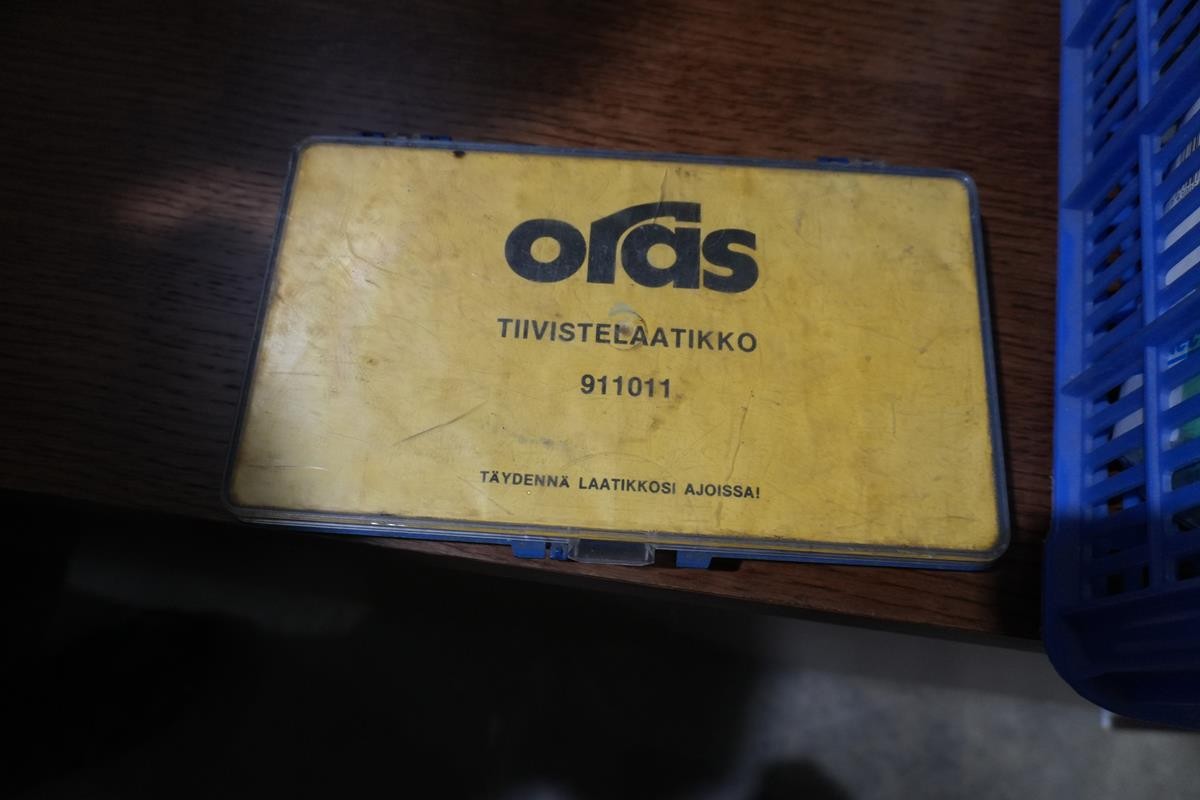 oras
TIIVISTELAATIKKO
911011
TÄYDENNÄ LAATIKKOSI AJOISSA!